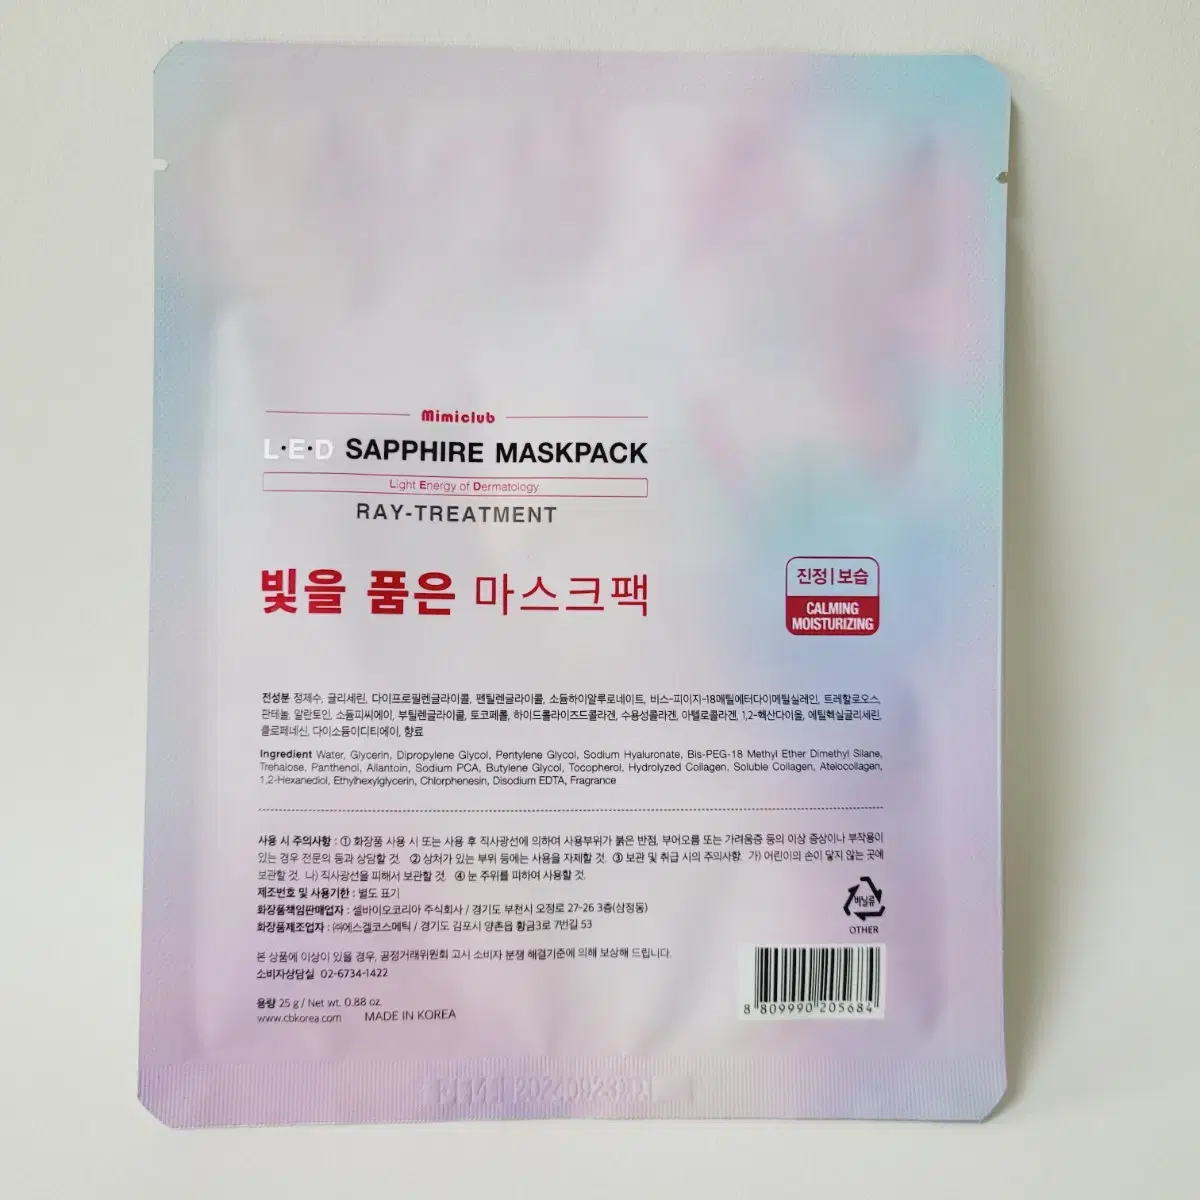 Mimiclub
L·E·D SAPPHIRE MASKPACK
Light Energy of Dermatology
RAY-TREATMENT
빛을 품은 마스크팩
진정|보습
CALMING
MOISTURIZING
전성분 정제수, 글리세린, 다이프로필렌글라이콜, 펜틸렌글라이콜, 소듐하이알루로네이트, 비스-피이지-18메틸에터다이메틸실레인, 트레할로오스,
판테놀, 알란토인, 소듐피씨에이, 부틸렌글라이콜, 토코페롤, 하이드롤라이즈드콜라겐, 수용성콜라겐, 아텔로콜라겐, 1,2-헥산다이올, 에틸헥실글리세린,
클로페네신, 다이소듐이디티에이, 향료
Ingredient Water, Glycerin, Dipropylene Glycol, Pentylene Glycol, Sodium Hyaluronate, Bis-PEG-18 Methyl Ether Dimethyl Silane,
Trehalose, Panthenol, Allantoin, Sodium PCA, Butylene Glycol, Tocopherol, Hydrolyzed Collagen, Soluble Collagen, Atelocollagen,
1,2-Hexanediol, Ethylhexylglycerin, Chlorphenesin, Disodium EDTA, Fragrance
사용 시 주의사항 : ① 화장품 사용 시 또는 사용 후 직사광선에 의하여 사용부위가 붉은 반점, 부어오름 또는 가려움증 등의 이상 증상이나 부작용이
있는 경우 전문의 등과 상담할 것. ② 상처가 있는 부위 등에는 사용을 자제할 것. ③ 보관 및 취급 시의 주의사항. 가) 어린이의 손이 닿지 않는 곳에
보관할 것. 나) 직사광선을 피해서 보관할 것. ④ 눈 주위를 피하여 사용할 것.
제조번호 및 사용기한 : 별도 표기
화장품책임판매업자 : 셀바이오코리아 주식회사 / 경기도 부천시 오정로 27-26 3층(삼정동)
화장품제조업자 : ㈜에스겔코스메틱 / 경기도 김포시 양촌읍 황금3로 7번길 53
비닐류
OTHER
본 상품에 이상이 있을 경우, 공정거래위원회 고시 소비자 분쟁 해결기준에 의해 보상해 드립니다.
소비자상담실 02-6734-1422
용량 25 g / Net wt. 0.88 oz.
www.cbkorea.com MADE IN KOREA
8 809990 205684